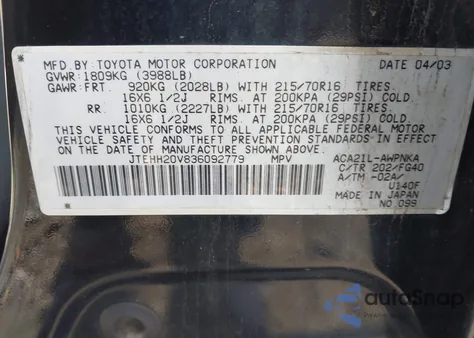 MFD.BY TOYOTA MOTOR CORPORATION DATE 04/03
GVWR: 1809KG (3988LB)
GAWR: FRT. 920KG (2028LB) WITH 215/70R16 TIRES.
16X6 1/2J RIMS. AT 200KPA (29PSI) COLD
RR. 1010KG (2227LB) WITH 215/70R16 TIRES.
16X6 1/2J RIMS. AT 200KPA (29PSI) COLD
THIS VEHICLE CONFORMS TO ALL APPLICABLE FEDERAL MOTOR
VEHICLE SAFETY AND THEFT PREVENTION STANDARDS IN EFFECT ON
THE DATE OF MANUFACTURE SHOWN ABOVE.
JTEHH20V836092779 MPV ACA21L-AWPNKA
C/TR 202/FG40
A/TM -02A/
U140F
MADE IN JAPAN
NO.099
autoSnap